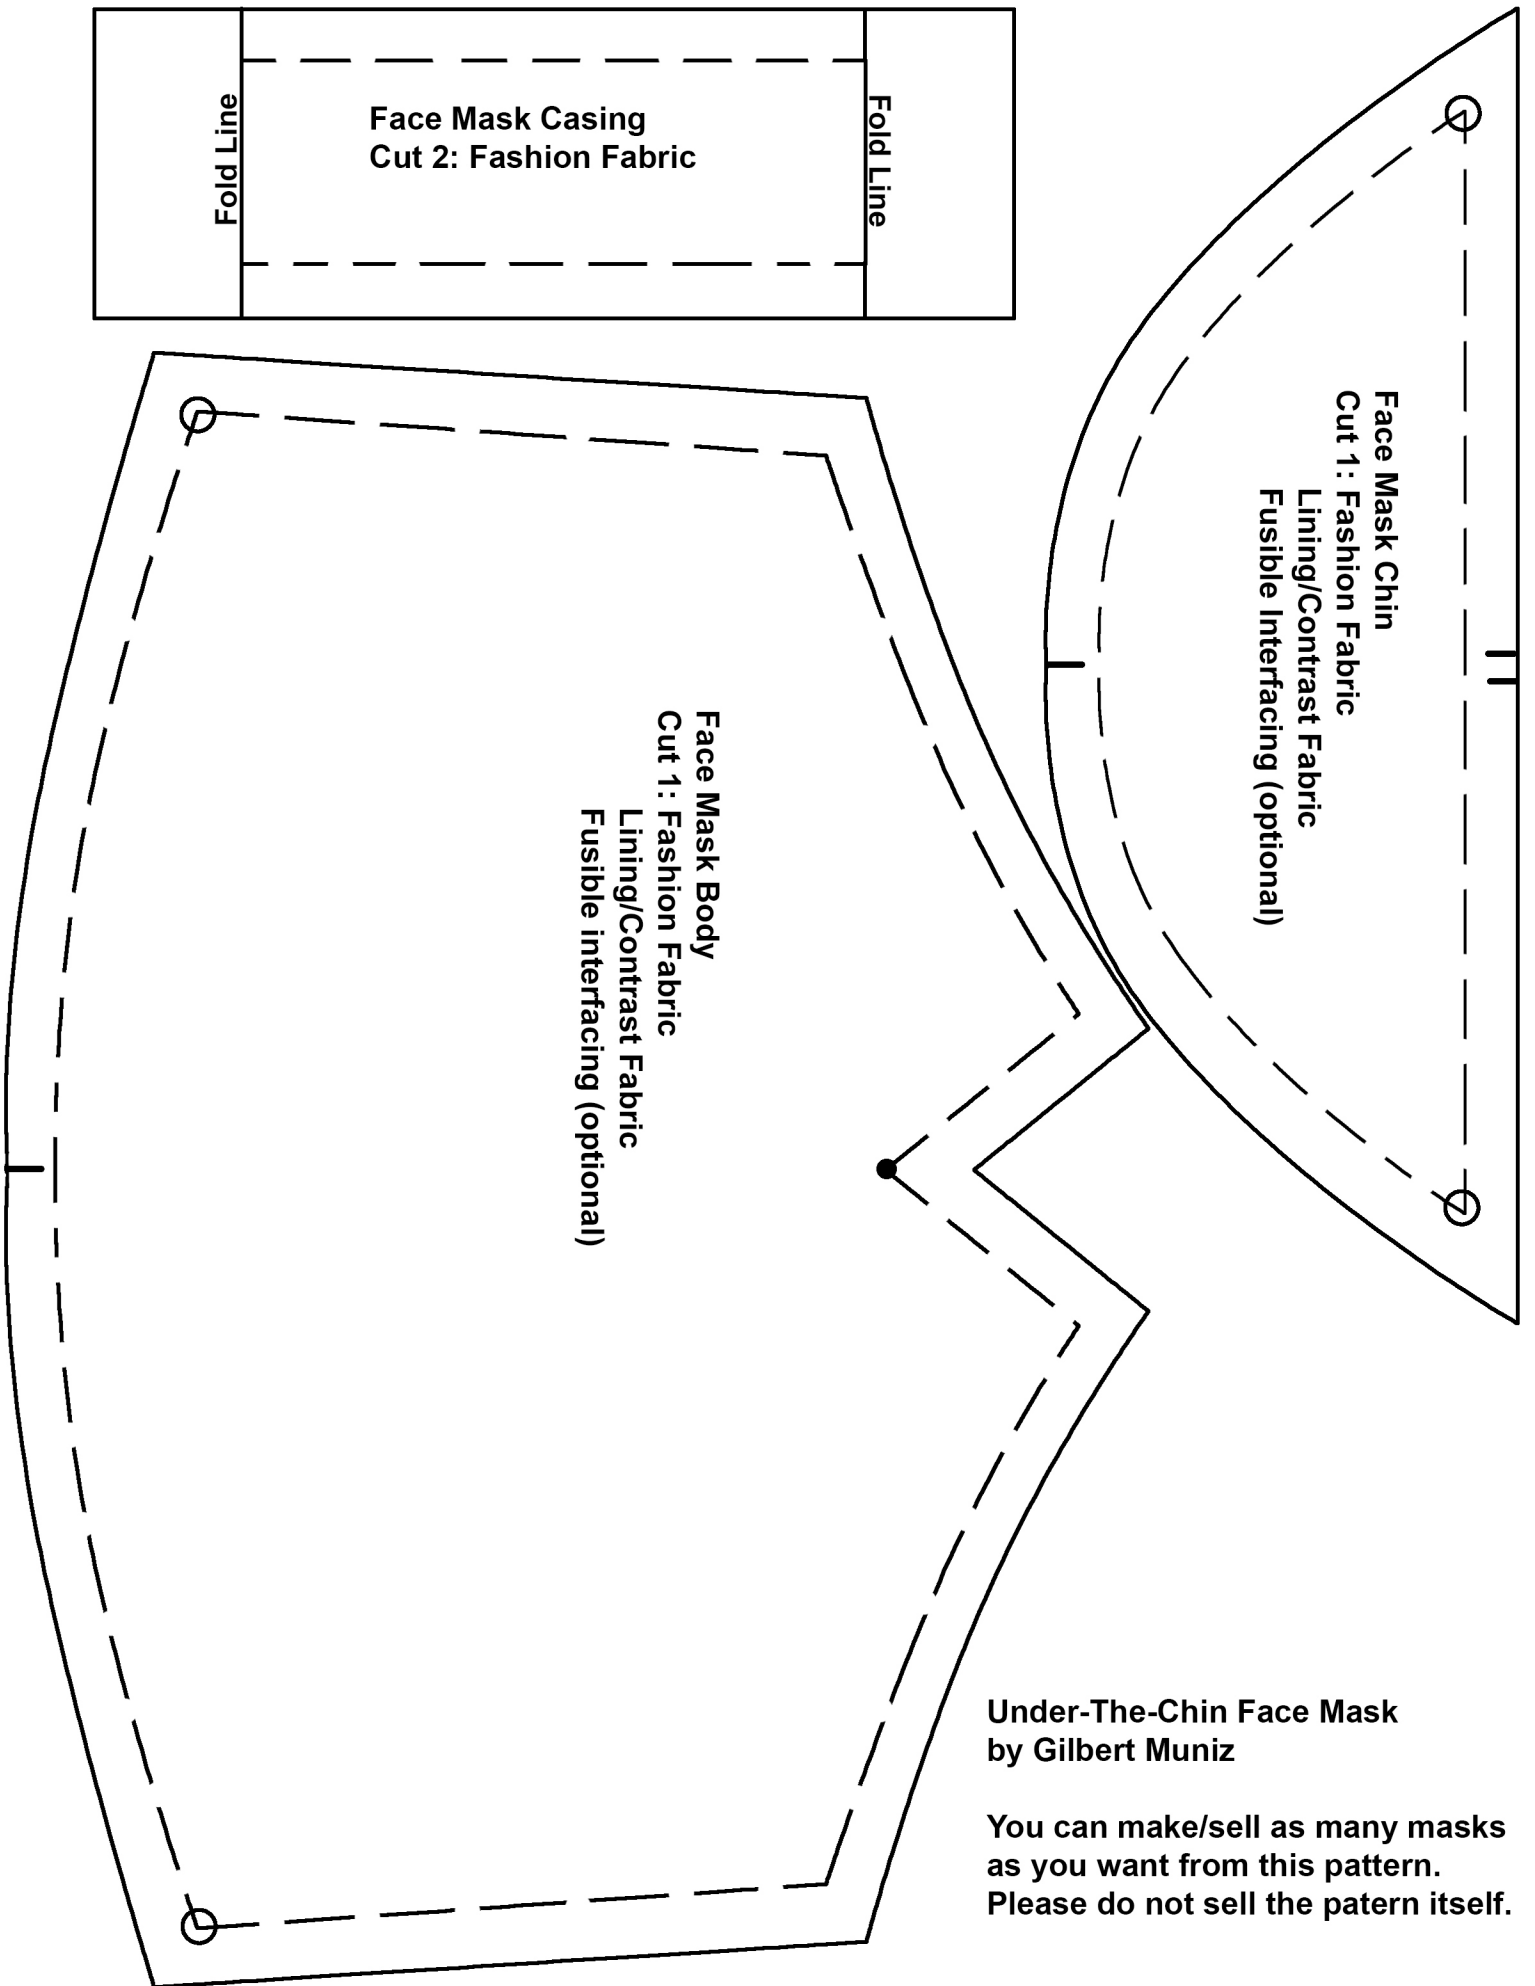 Face Mask Casing
Cut 2: Fashion Fabric
Fold Line
Fold Line
Face Mask Chin
Cut 1: Fashion Fabric
Lining/Contrast Fabric
Fusible Interfacing (optional)
Face Mask Body
Cut 1: Fashion Fabric
Lining/Contrast Fabric
Fusible interfacing (optional)
Under-The-Chin Face Mask
by Gilbert Muniz
You can make/sell as many masks
as you want from this pattern.
Please do not sell the patern itself.